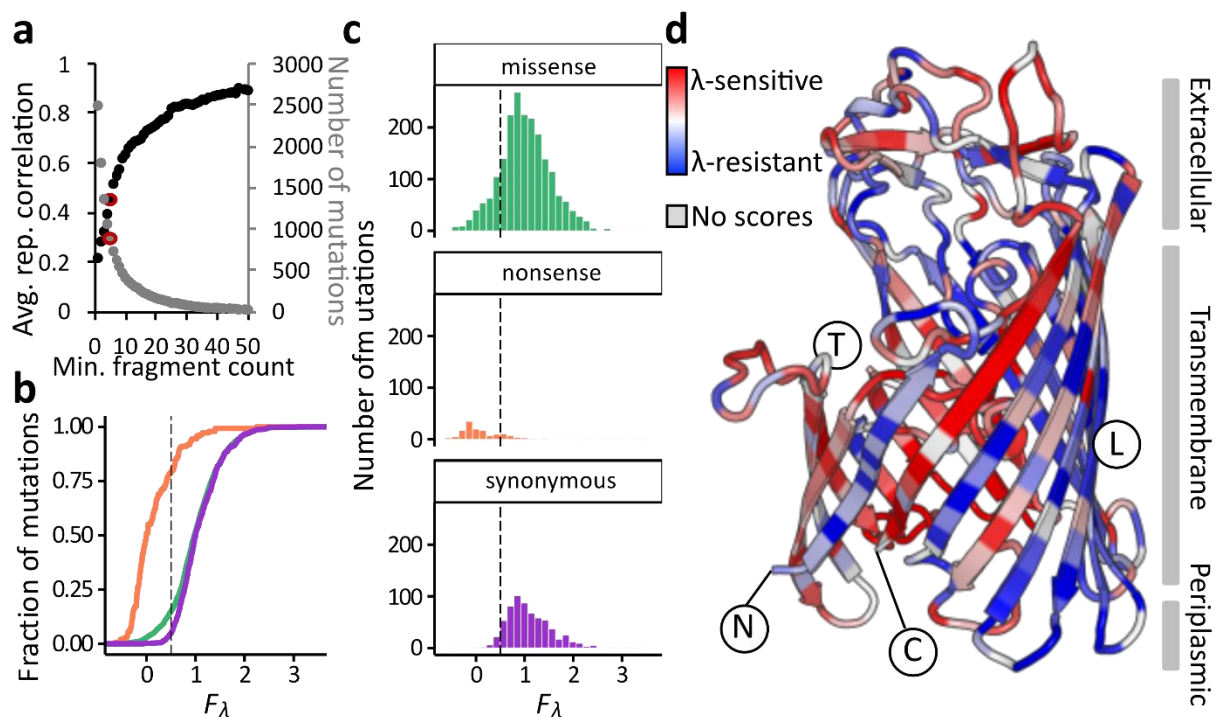 a
1
0.8
0.6
0.4
0.2
0
Avg. rep. correlation
3000
2500
2000
1500
1000
500
0
Number of
mutations
0 10 20 30 40 50
Min. fragment count
b
1.00
0.75
0.50
0.25
0.00
Fraction of mutations
0 1 2 3
Fλ
c
missense
200
100
0
nonsense
200
100
0
synonymous
200
100
0
Number ofm utations
0 1 2 3
Fλ
d
λ-sensitive
λ-resistant
No scores
T
L
N
C
Extracellular
Transmembrane
Periplasmic